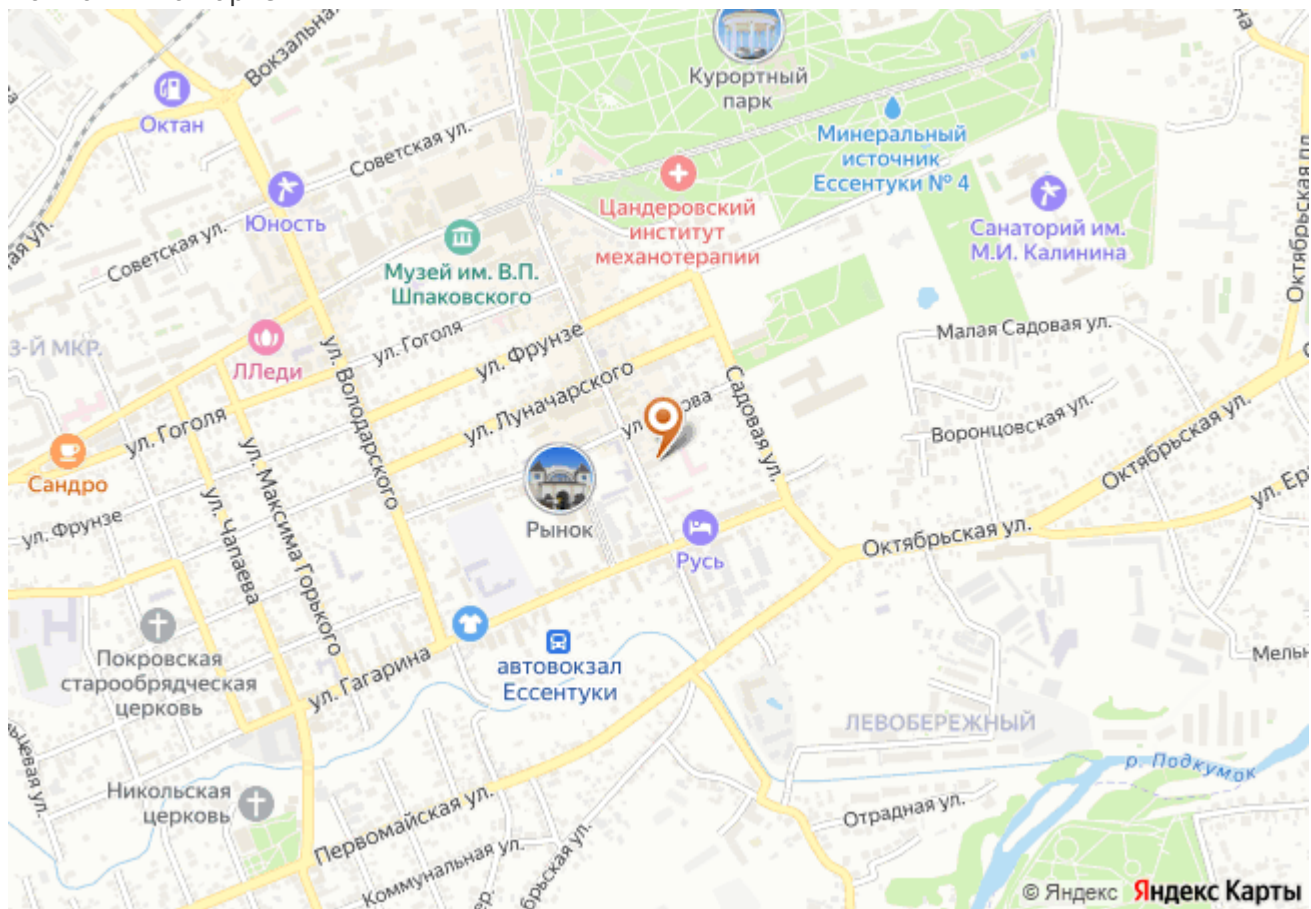 Вокзальная
Курортный
парк
Октан
Минеральный
источник
Ессентуки № 4
Советская ул.
Цандеровский
институт
механотерапии
Санаторий им.
М.И. Калинина
Октябрьская пл.
Юность
Советская ул.
Музей им. В.П.
Шпаковского
Малая Садовая ул.
ул. Гоголя
ул. Фрунзе
3-Й МКР.
ЛЛеди
ул. Володарского
ул. Луначарского
Садовая ул.
Воронцовская ул.
Октябрьская ул.
ул. Гоголя
Сандро
ул. Максима Горького
ул. Чапаева
ул. Фрунзе
Рынок
Русь
Октябрьская ул.
Покровская
старообрядческая
церковь
ул. Гагарина
автовокзал
Ессентуки
ЛЕВОБЕРЕЖНЫЙ
р. Подкумок
Никольская
церковь
Первомайская ул.
Отрадная ул.
Коммунальная ул.
© Яндекс Яндекс Карты